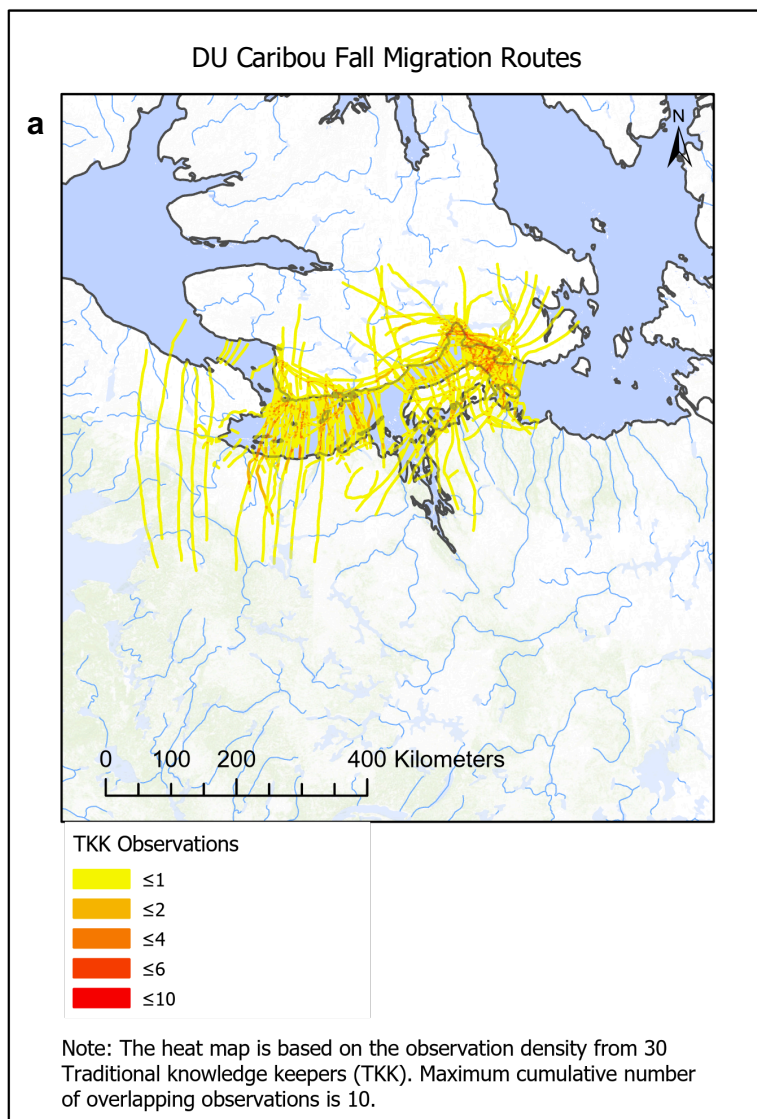 DU Caribou Fall Migration Routes
a
N
0 100 200 400 Kilometers
TKK Observations
≤1
≤2
≤4
≤6
≤10
Note: The heat map is based on the observation density from 30
Traditional knowledge keepers (TKK). Maximum cumulative number
of overlapping observations is 10.